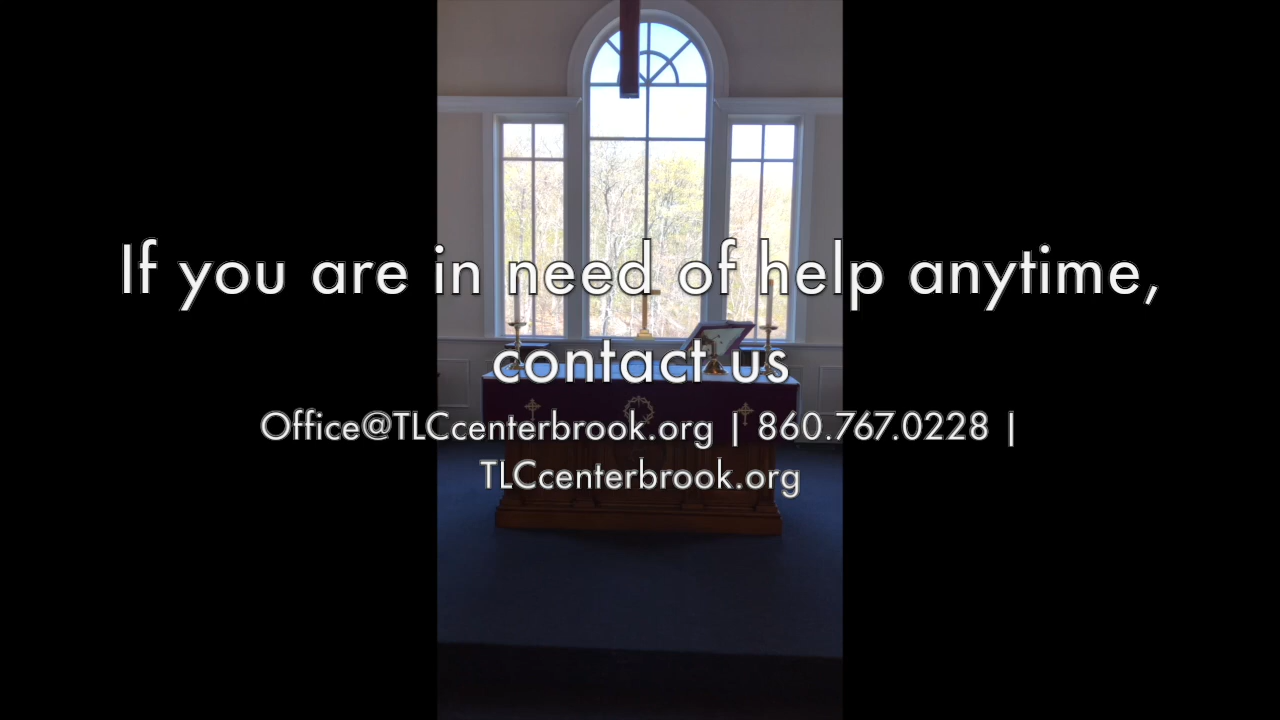 If you are in need of help anytime,
contact us
Office@TLCcenterbrook.org | 860.767.0228 |
TLCcenterbrook.org